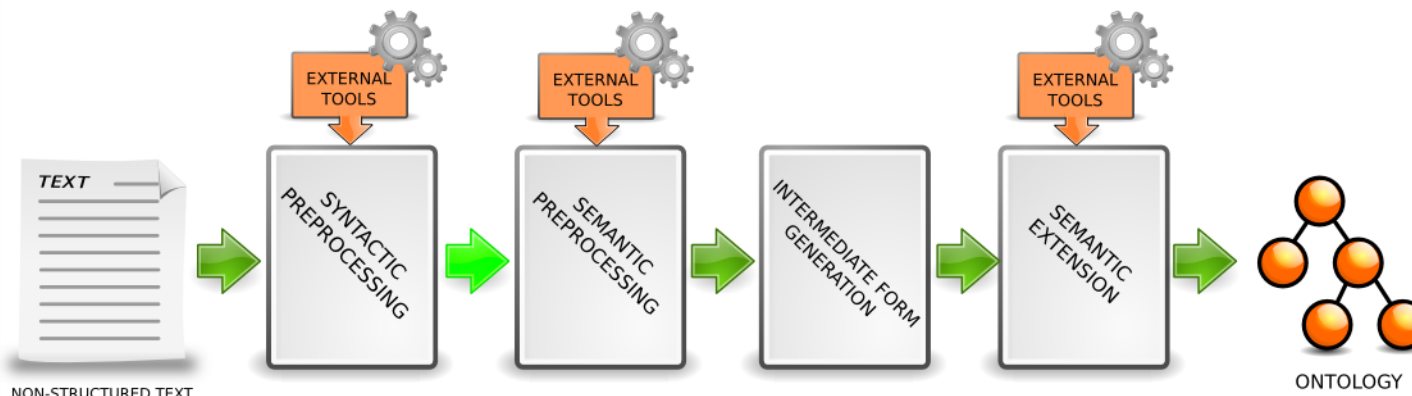 EXTERNAL
TOOLS
EXTERNAL
TOOLS
EXTERNAL
TOOLS
TEXT
SYNTACTIC
PREPROCESSING
SEMANTIC
PREPROCESSING
INTERMEDIATE FORM
GENERATION
SEMANTIC
EXTENSION
NON-STRUCTURED TEXT
ONTOLOGY